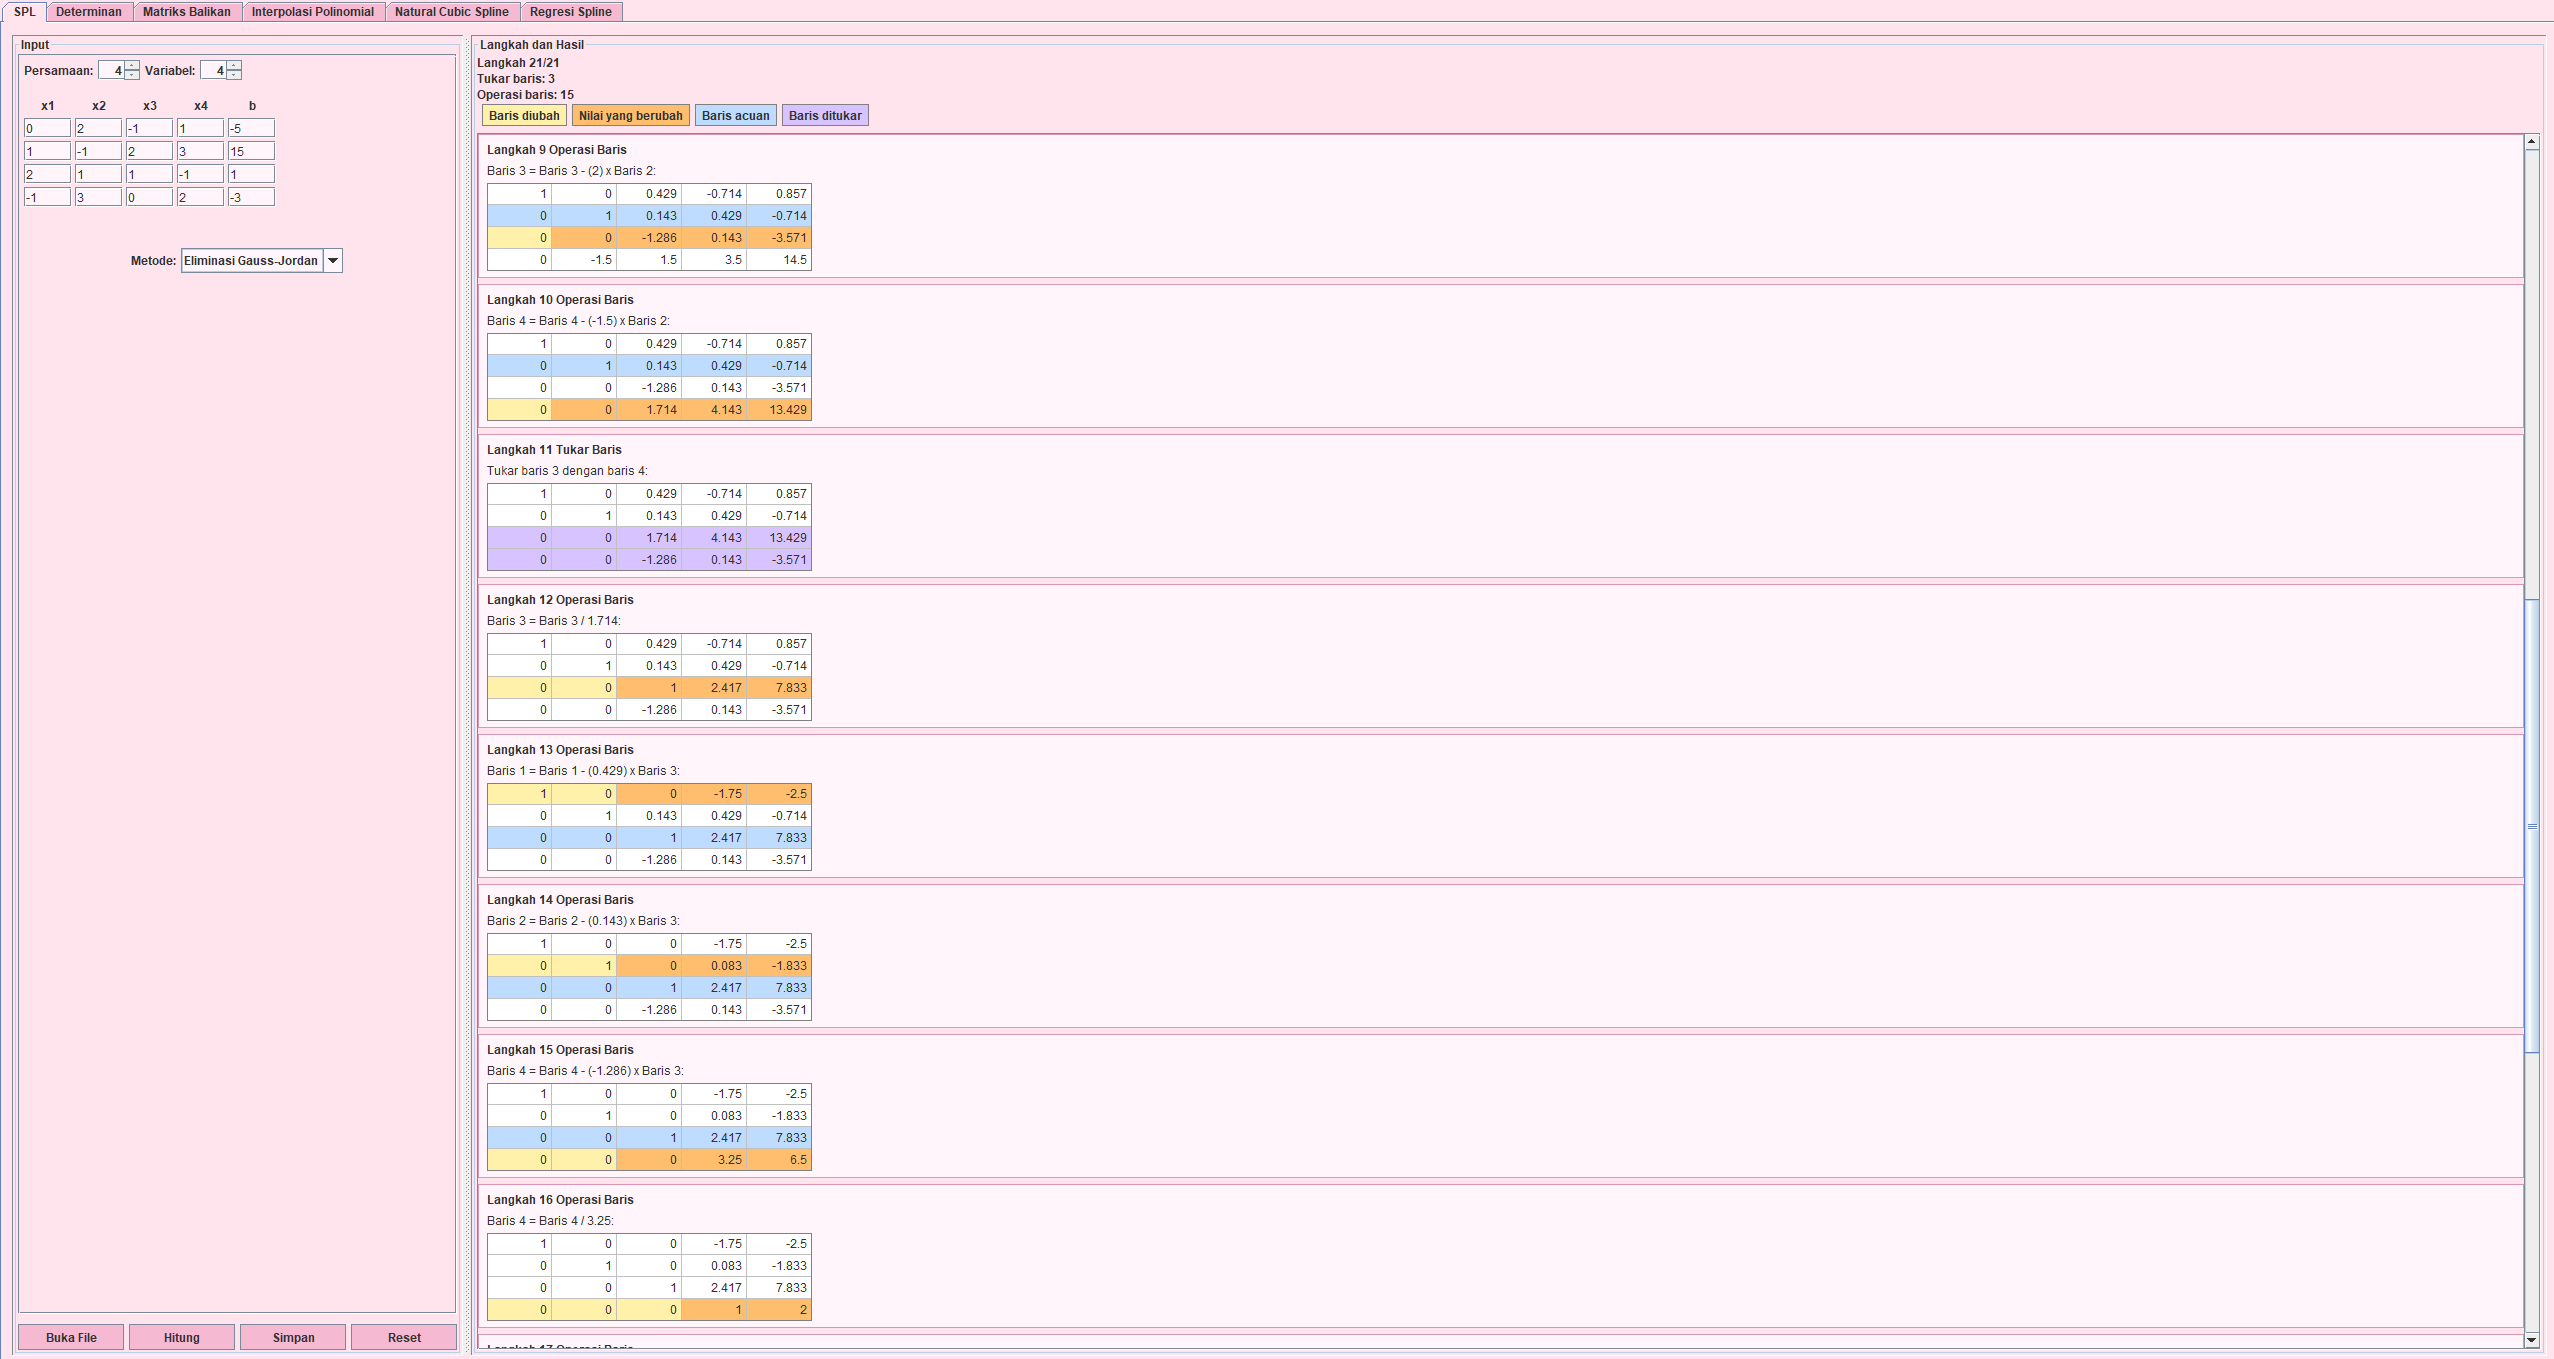 SPL Determinan Matriks Balikan Interpolasi Polinomial Natural Cubic Spline Regresi Spline
Input
Persamaan: 4 Variabel: 4
x1 x2 x3 x4 b
0 2 -1 1 -5
1 -1 2 3 15
2 1 1 -1 1
-1 3 0 2 -3
Metode: Eliminasi Gauss-Jordan
Buka File Hitung Simpan Reset
Langkah dan Hasil
Langkah 21/21
Tukar baris: 3
Operasi baris: 15
Baris diubah Nilai yang berubah Baris acuan Baris ditukar
Langkah 9 Operasi Baris
Baris 3 = Baris 3 - (2) x Baris 2:
1 0 0.429 -0.714 0.857
0 1 0.143 0.429 -0.714
0 0 -1.286 0.143 -3.571
0 -1.5 1.5 3.5 14.5
Langkah 10 Operasi Baris
Baris 4 = Baris 4 - (-1.5) x Baris 2:
1 0 0.429 -0.714 0.857
0 1 0.143 0.429 -0.714
0 0 -1.286 0.143 -3.571
0 0 1.714 4.143 13.429
Langkah 11 Tukar Baris
Tukar baris 3 dengan baris 4:
1 0 0.429 -0.714 0.857
0 1 0.143 0.429 -0.714
0 0 1.714 4.143 13.429
0 0 -1.286 0.143 -3.571
Langkah 12 Operasi Baris
Baris 3 = Baris 3 / 1.714:
1 0 0.429 -0.714 0.857
0 1 0.143 0.429 -0.714
0 0 1 2.417 7.833
0 0 -1.286 0.143 -3.571
Langkah 13 Operasi Baris
Baris 1 = Baris 1 - (0.429) x Baris 3:
1 0 0 -1.75 -2.5
0 1 0.143 0.429 -0.714
0 0 1 2.417 7.833
0 0 -1.286 0.143 -3.571
Langkah 14 Operasi Baris
Baris 2 = Baris 2 - (0.143) x Baris 3:
1 0 0 -1.75 -2.5
0 1 0 0.083 -1.833
0 0 1 2.417 7.833
0 0 -1.286 0.143 -3.571
Langkah 15 Operasi Baris
Baris 4 = Baris 4 - (-1.286) x Baris 3:
1 0 0 -1.75 -2.5
0 1 0 0.083 -1.833
0 0 1 2.417 7.833
0 0 0 3.25 6.5
Langkah 16 Operasi Baris
Baris 4 = Baris 4 / 3.25:
1 0 0 -1.75 -2.5
0 1 0 0.083 -1.833
0 0 1 2.417 7.833
0 0 0 1 2
Langkah 17 Operasi Baris